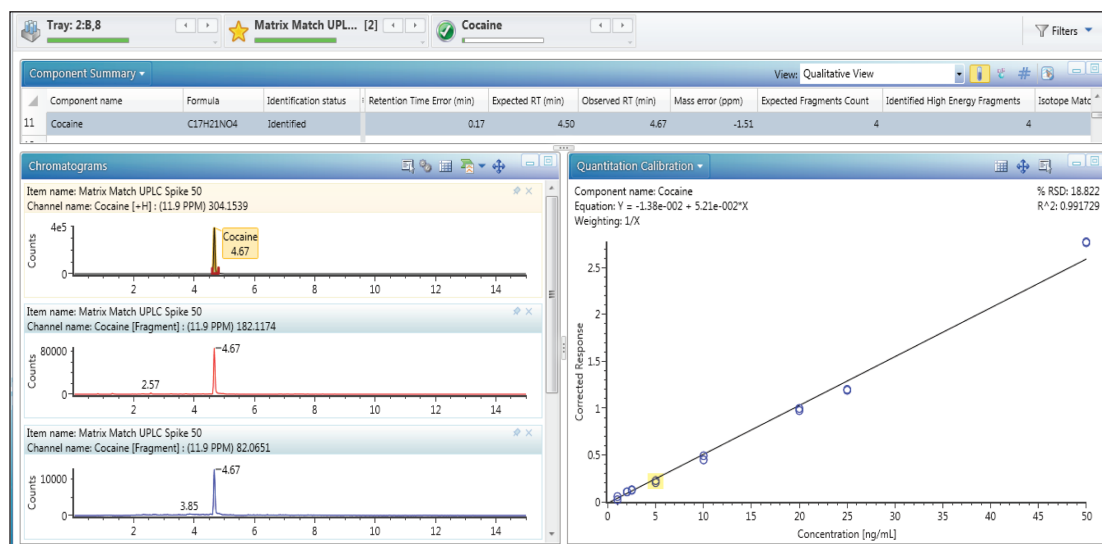 Tray: 2:B,8
Matrix Match UPL... [2]
Cocaine
Filters
Component Summary
View: Qualitative View
Component name Formula Identification status Retention Time Error (min) Expected RT (min) Observed RT (min) Mass error (ppm) Expected Fragments Count Identified High Energy Fragments Isotope Matc
11 Cocaine C17H21NO4 Identified 0.17 4.50 4.67 -1.51 4 4
Chromatograms
Item name: Matrix Match UPLC Spike 50
Channel name: Cocaine [+H] : (11.9 PPM) 304.1539
4e5
Counts
0
Cocaine
4.67
2 4 6 8 10 12 14
Item name: Matrix Match UPLC Spike 50
Channel name: Cocaine [Fragment] : (11.9 PPM) 182.1174
80000
Counts
0
2.57
4.67
2 4 6 8 10 12 14
Item name: Matrix Match UPLC Spike 50
Channel name: Cocaine [Fragment] : (11.9 PPM) 82.0651
10000
Counts
0
3.85
4.67
2 4 6 8 10 12 14
Quantitation Calibration
Component name: Cocaine
Equation: Y = -1.38e-002 + 5.21e-002*X
Weighting: 1/X
% RSD: 18.822
R^2: 0.991729
Corrected Response
2.5
2
1.5
1
0.5
0
0 5 10 15 20 25 30 35 40 45 50
Concentration [ng/mL]